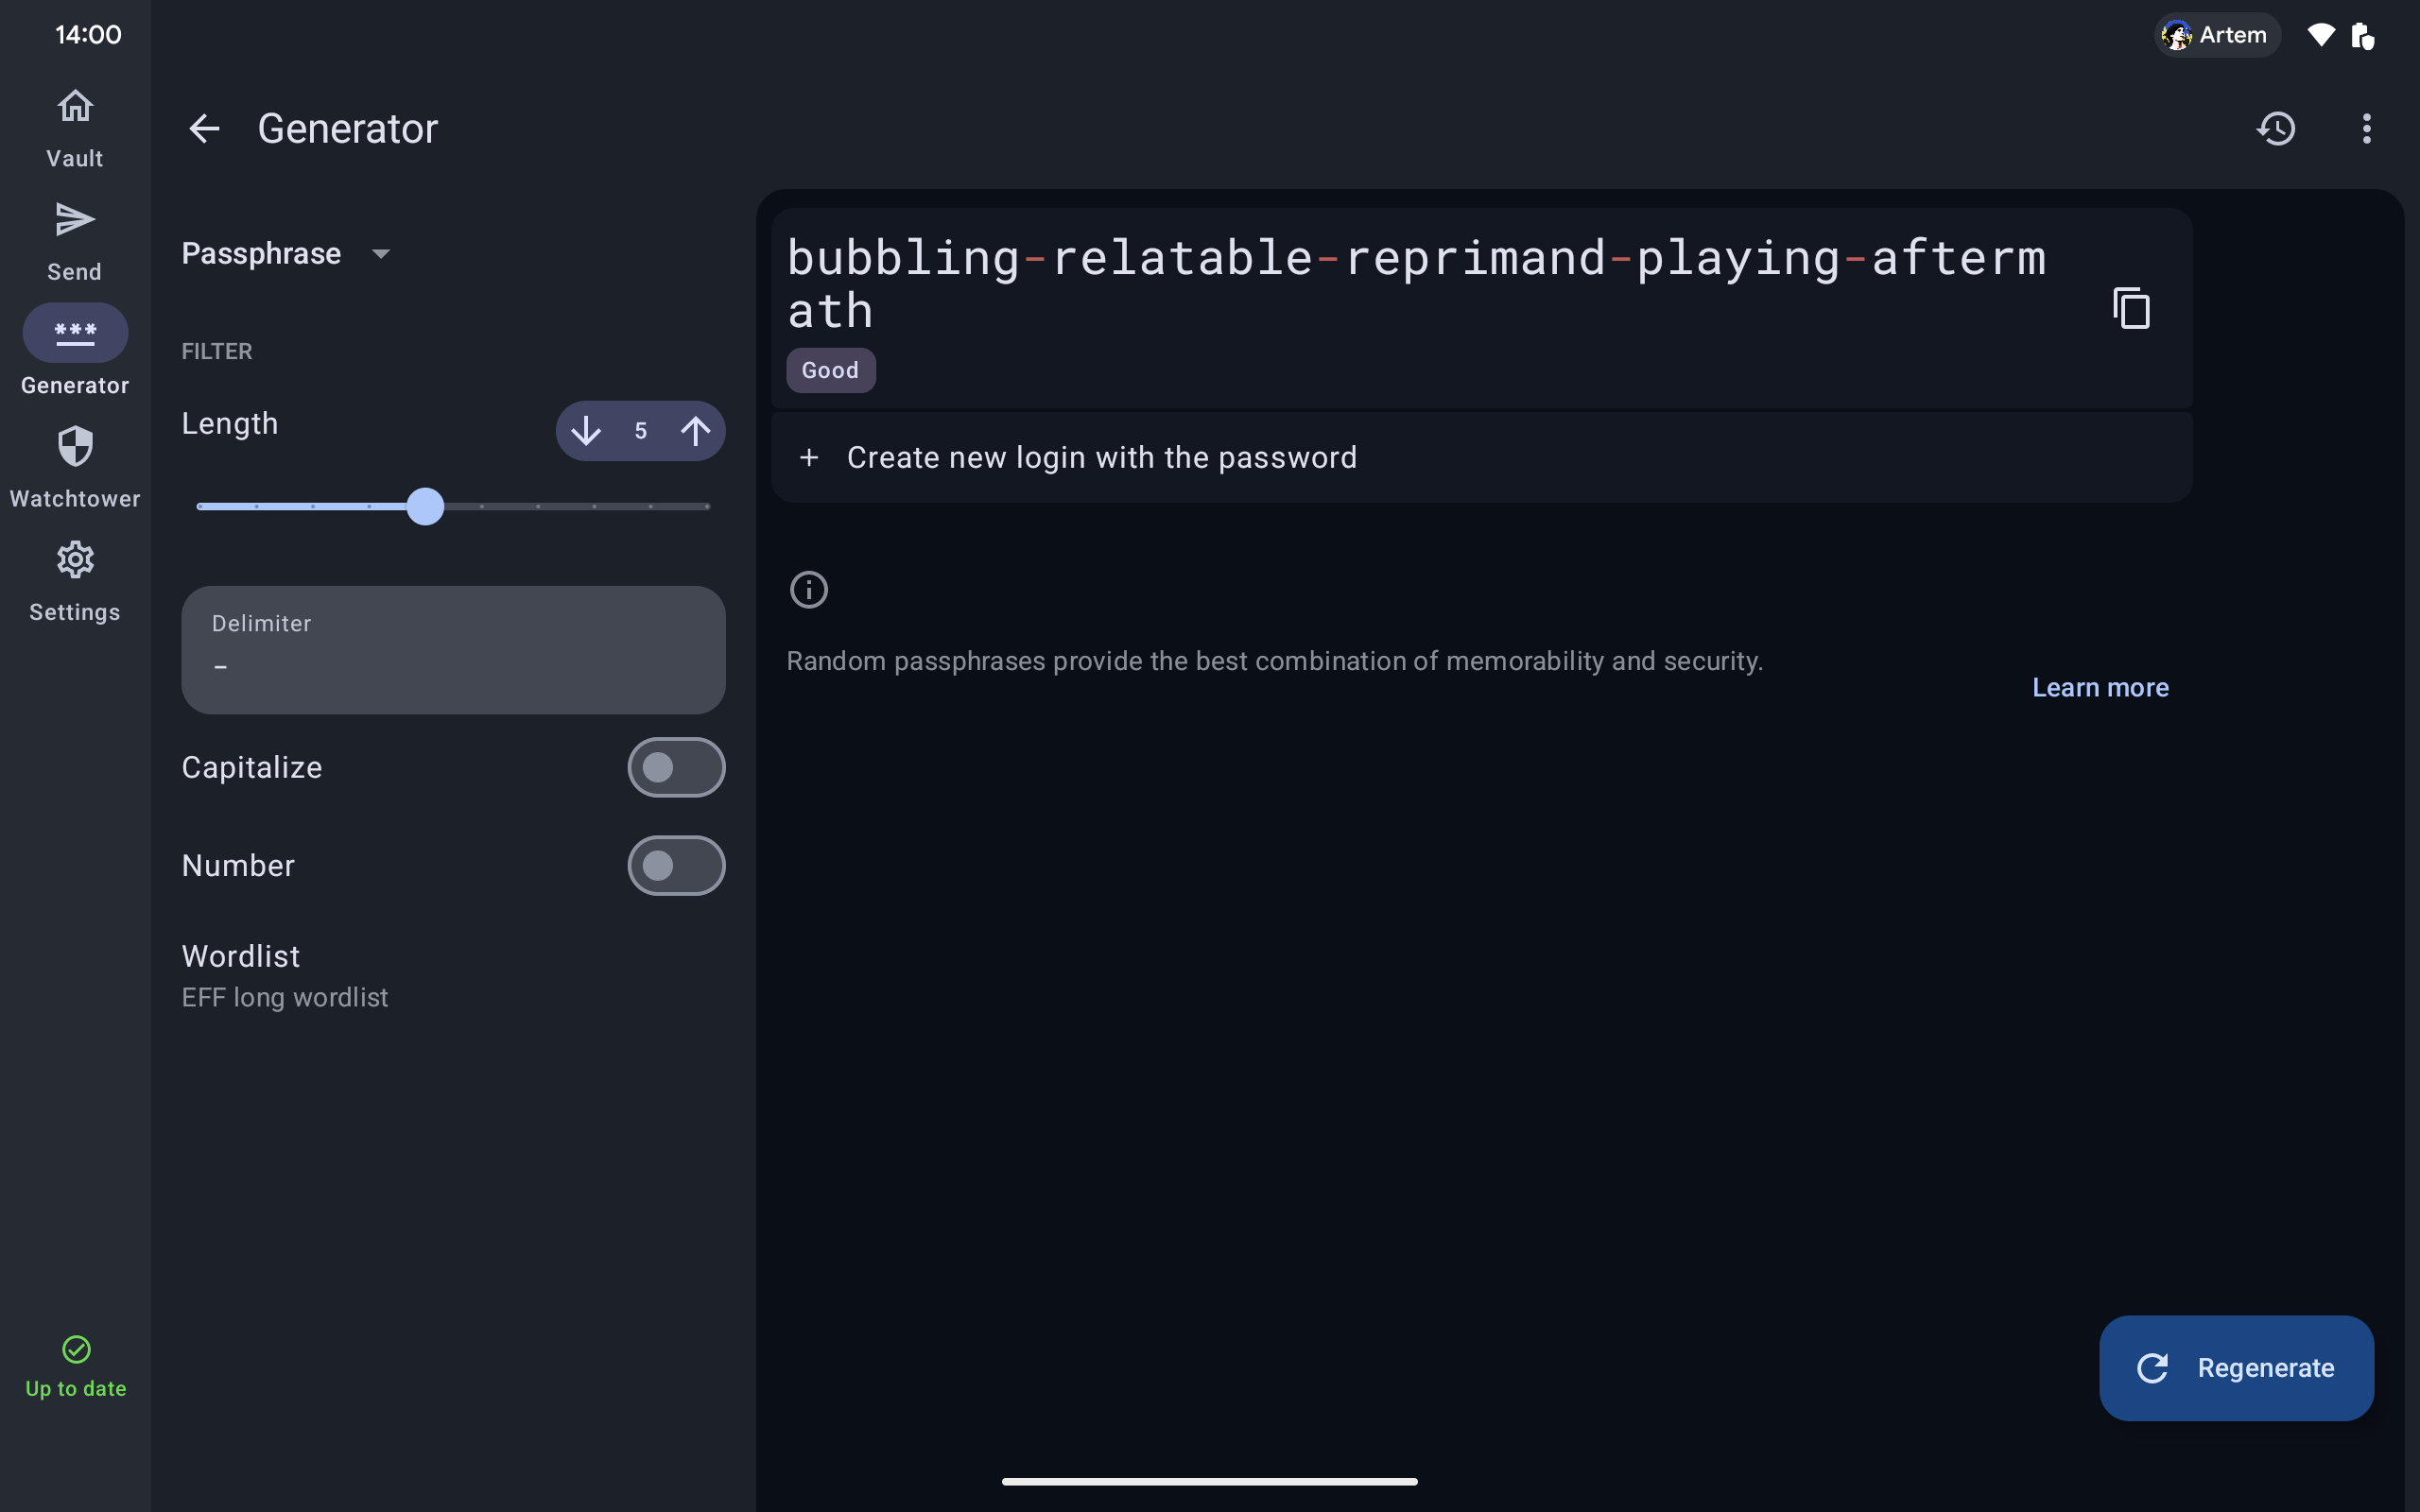 14:00
Artem
Vault
Send
***
Generator
Watchtower
Settings
Up to date
Generator
Passphrase
FILTER
Length
5
Delimiter
-
Capitalize
Number
Wordlist
EFF long wordlist
bubbling-relatable-reprimand-playing-afterm
ath
Good
+ Create new login with the password
Random passphrases provide the best combination of memorability and security.
Learn more
Regenerate